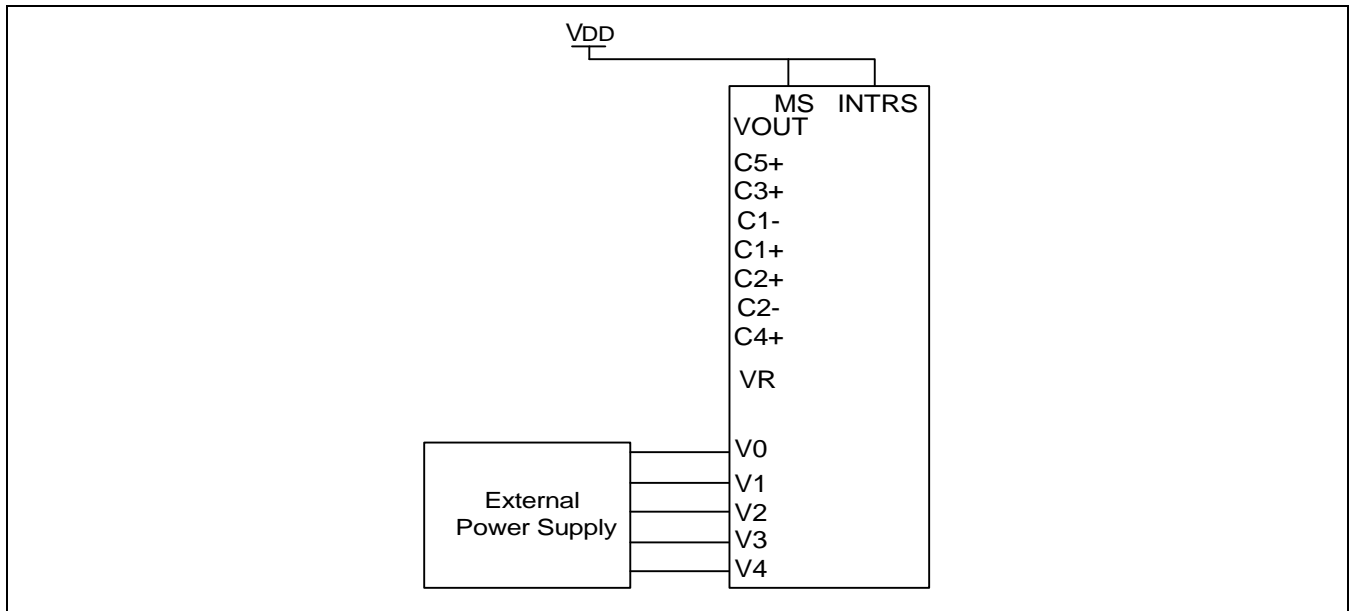 VDD
MS INTRS
VOUT
C5+
C3+
C1-
C1+
C2+
C2-
C4+
VR
V0
V1
V2
V3
V4
External
Power Supply